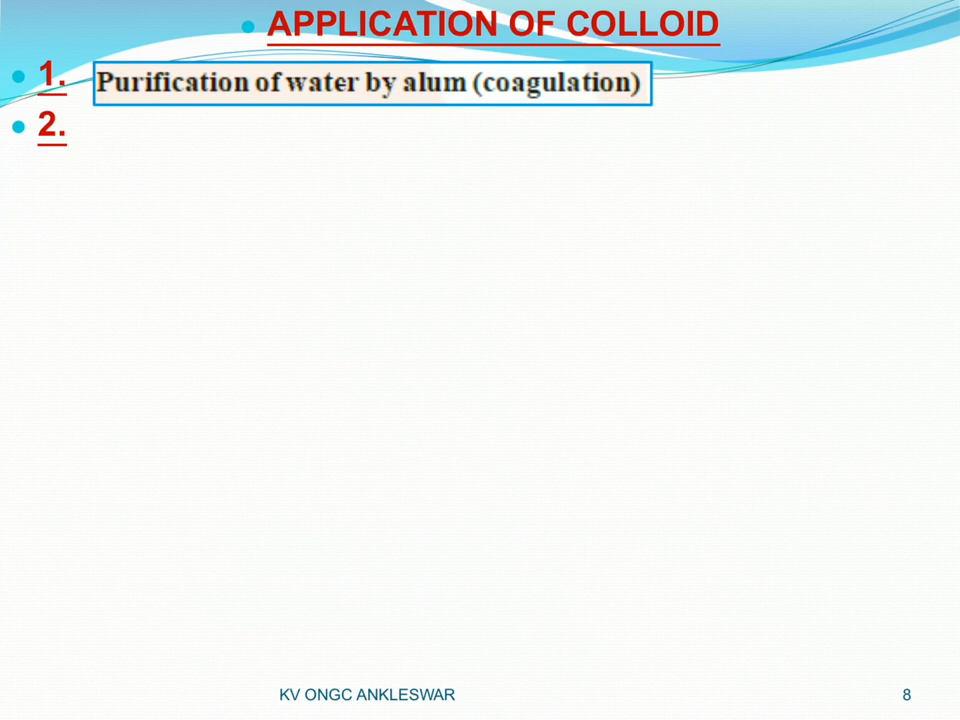 APPLICATION OF COLLOID
1. Purification of water by alum (coagulation)
2.
KV ONGC ANKLESWAR 8